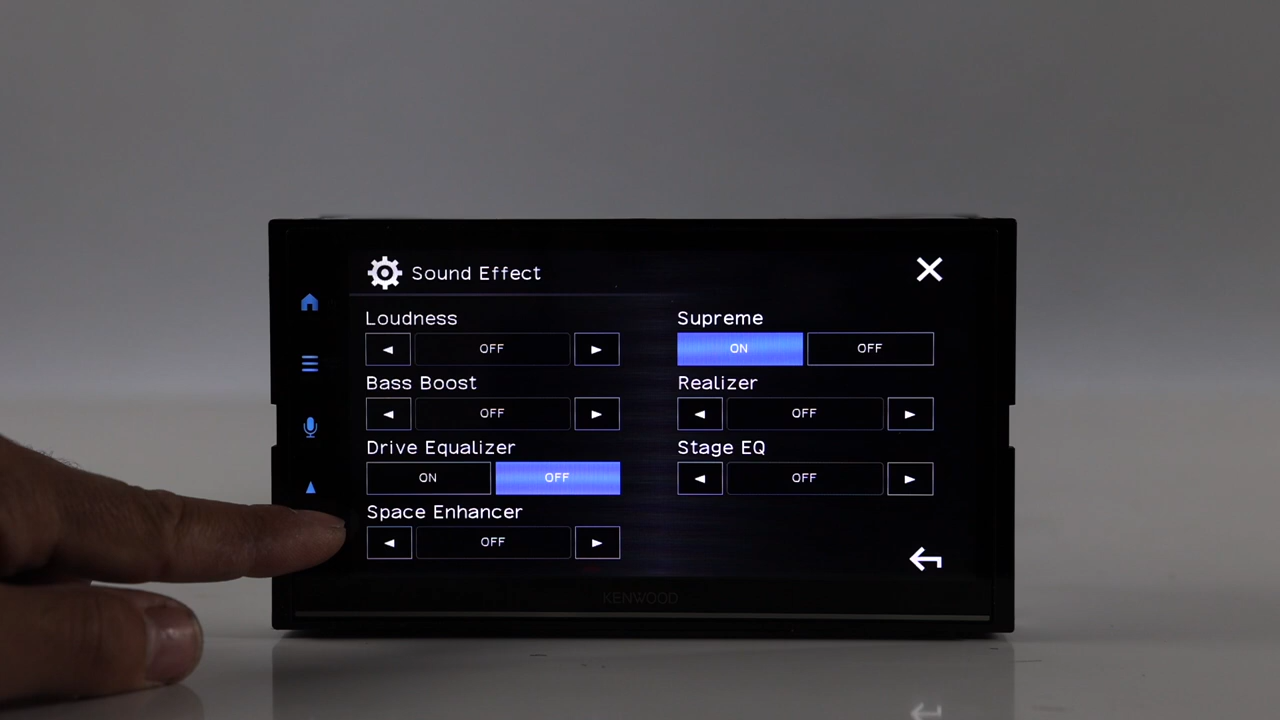 Sound Effect
Loudness
OFF
Bass Boost
OFF
Drive Equalizer
ON OFF
Space Enhancer
OFF
Supreme
ON OFF
Realizer
OFF
Stage EQ
OFF
KENWOOD